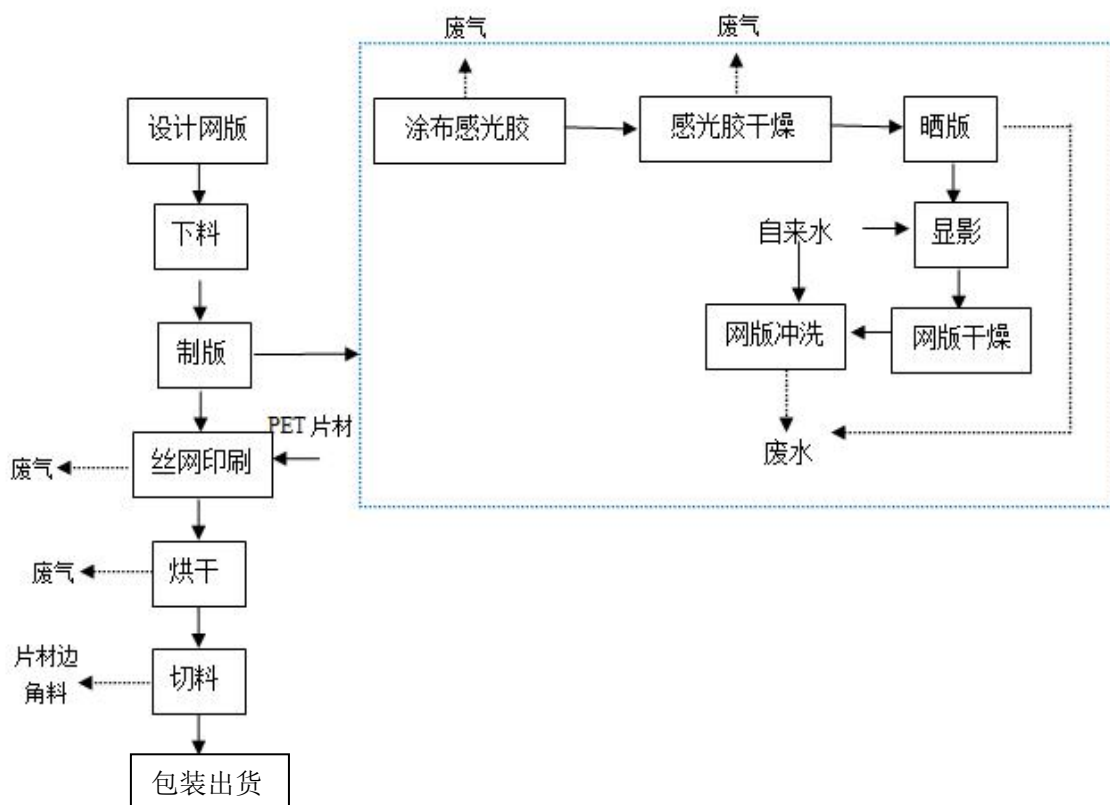 废气
废气
设计网版
涂布感光胶
感光胶干燥
晒版
下料
自来水
显影
制版
网版冲洗
网版干燥
PET 片材
丝网印刷
废气
废水
烘干
废气
片材边
角料
切料
包装出货